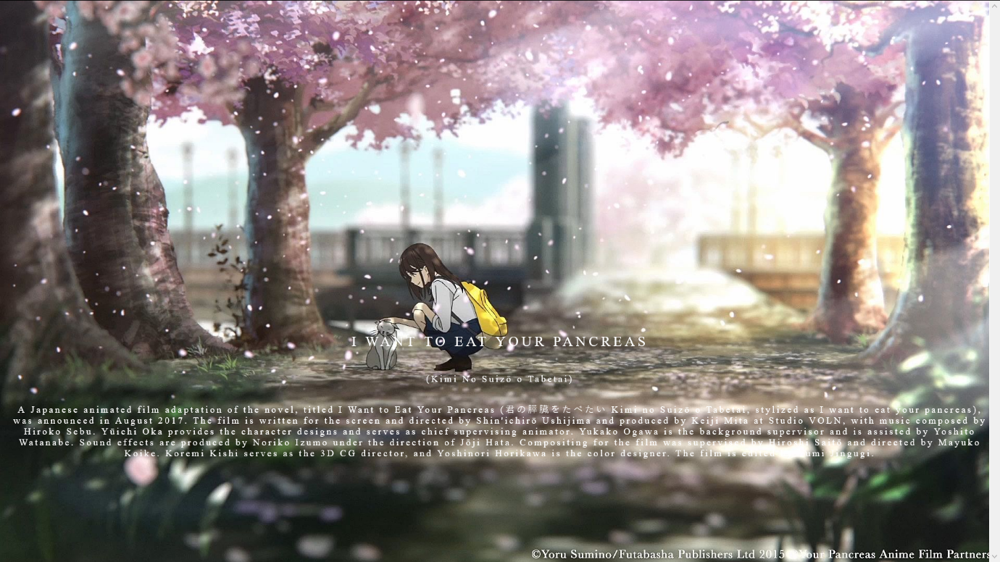 I WANT TO EAT YOUR PANCREAS
(Kimi No Suizō o Tabetai)
A Japanese animated film adaptation of the novel, titled I Want to Eat Your Pancreas (君の膵臓をたべたい Kimi no Suizō o Tabetai, stylized as I want to eat your pancreas),
was announced in August 2017. The film is written for the screen and directed by Shin'ichirō Ushijima and produced by Keiji Mita at Studio VOLN, with music composed by
Hiroko Sebu. Yūichi Oka provides the character designs and serves as chief supervising animator. Yukako Ogawa is the background supervisor and is assisted by Yoshito
Watanabe. Sound effects are produced by Noriko Izumo under the direction of Jōji Hata. Compositing for the film was supervised by Hiroshi Saitō and directed by Mayuko
Koike. Koremi Kishi serves as the 3D CG director, and Yoshinori Horikawa is the color designer. The film is edited Jingugi.
©Yoru Sumino/Futabasha Publishers Ltd 2015 ©Your Pancreas Anime Film Partners